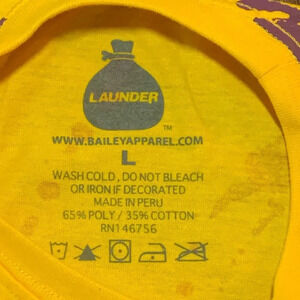 LAUNDER
™
WWW.BAILEYAPPAREL.COM
L
WASH COLD, DO NOT BLEACH
OR IRON IF DECORATED
MADE IN PERU
65% POLY / 35% COTTON
RN146756